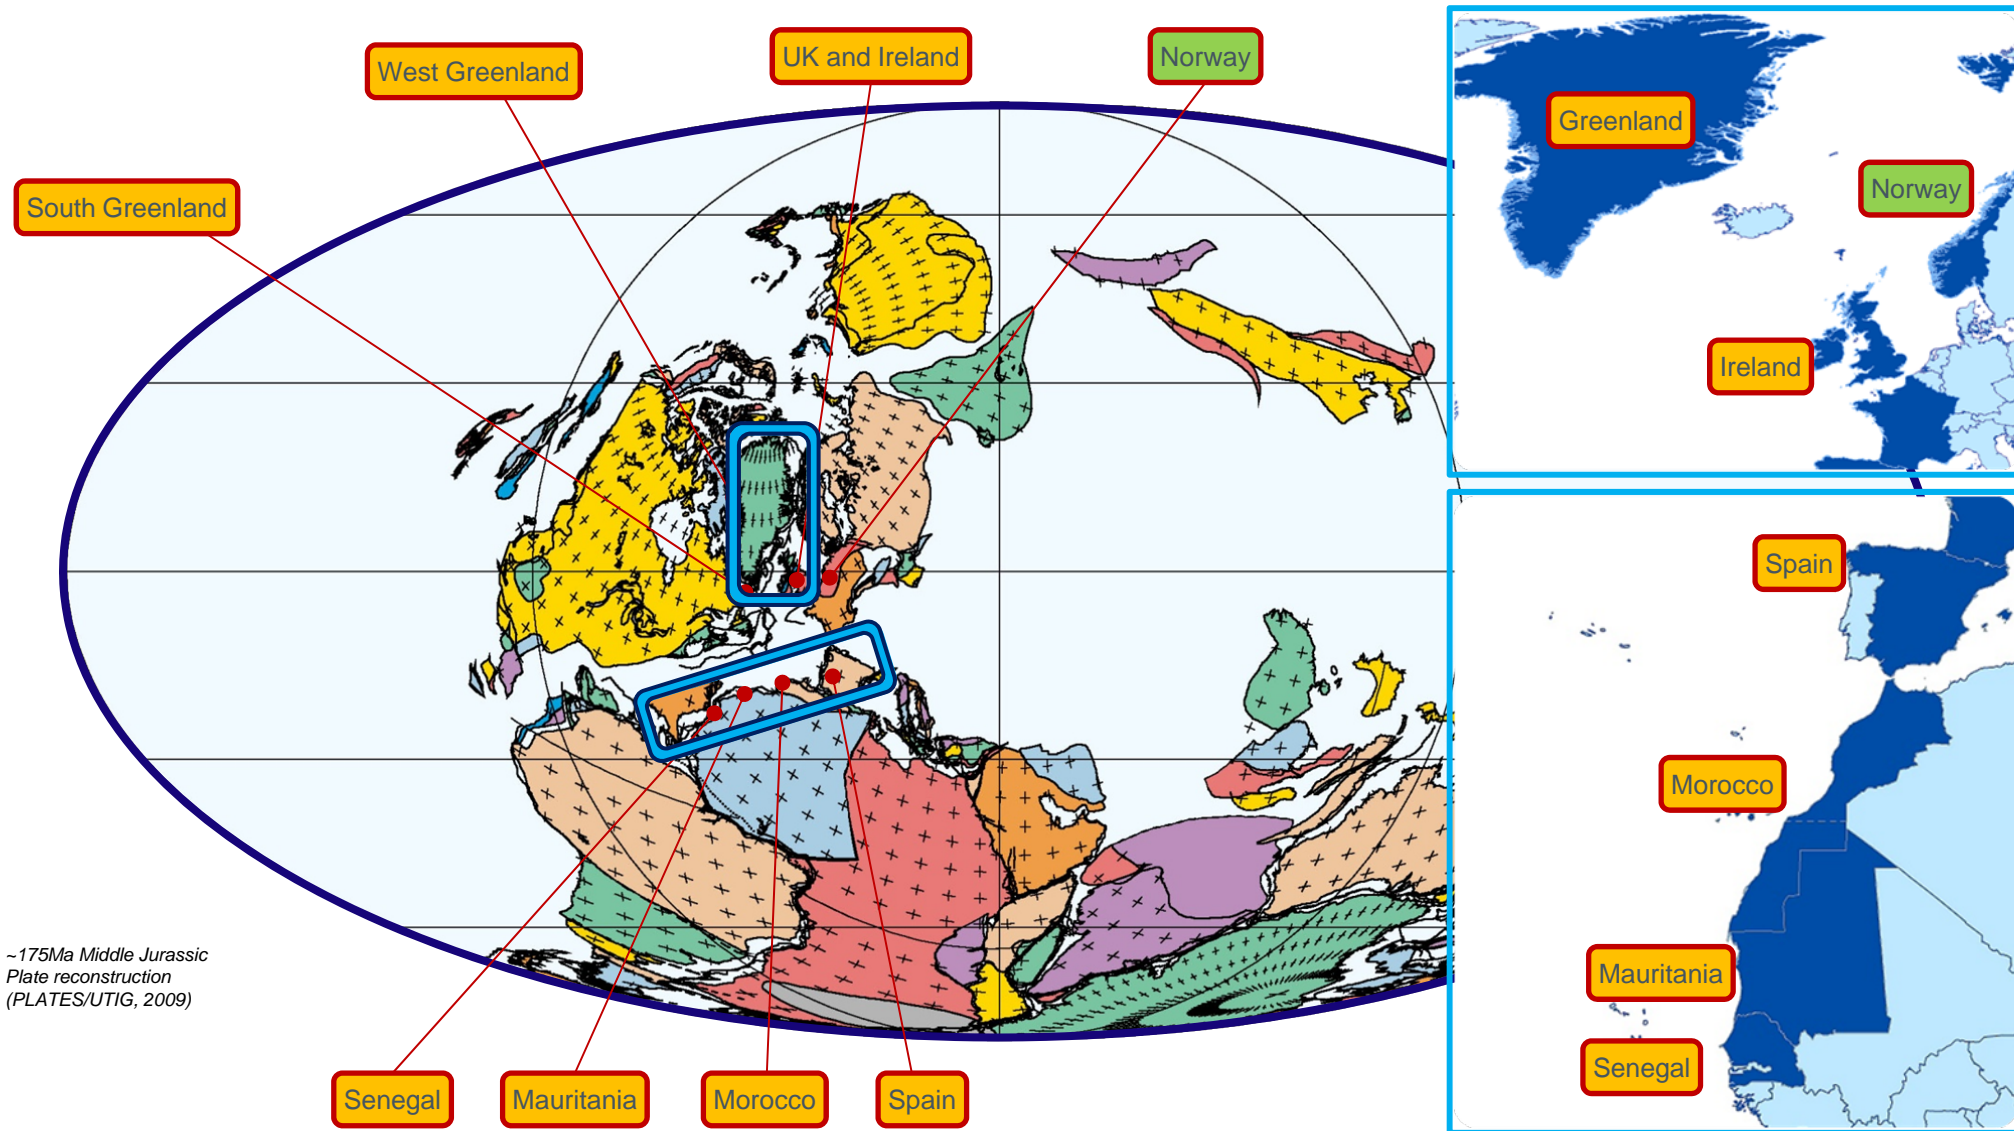 West Greenland
UK and Ireland
Norway
South Greenland
Greenland
Norway
Ireland
Spain
Morocco
Mauritania
Senegal
~175Ma Middle Jurassic
Plate reconstruction
(PLATES/UTIG, 2009)
Senegal
Mauritania
Morocco
Spain